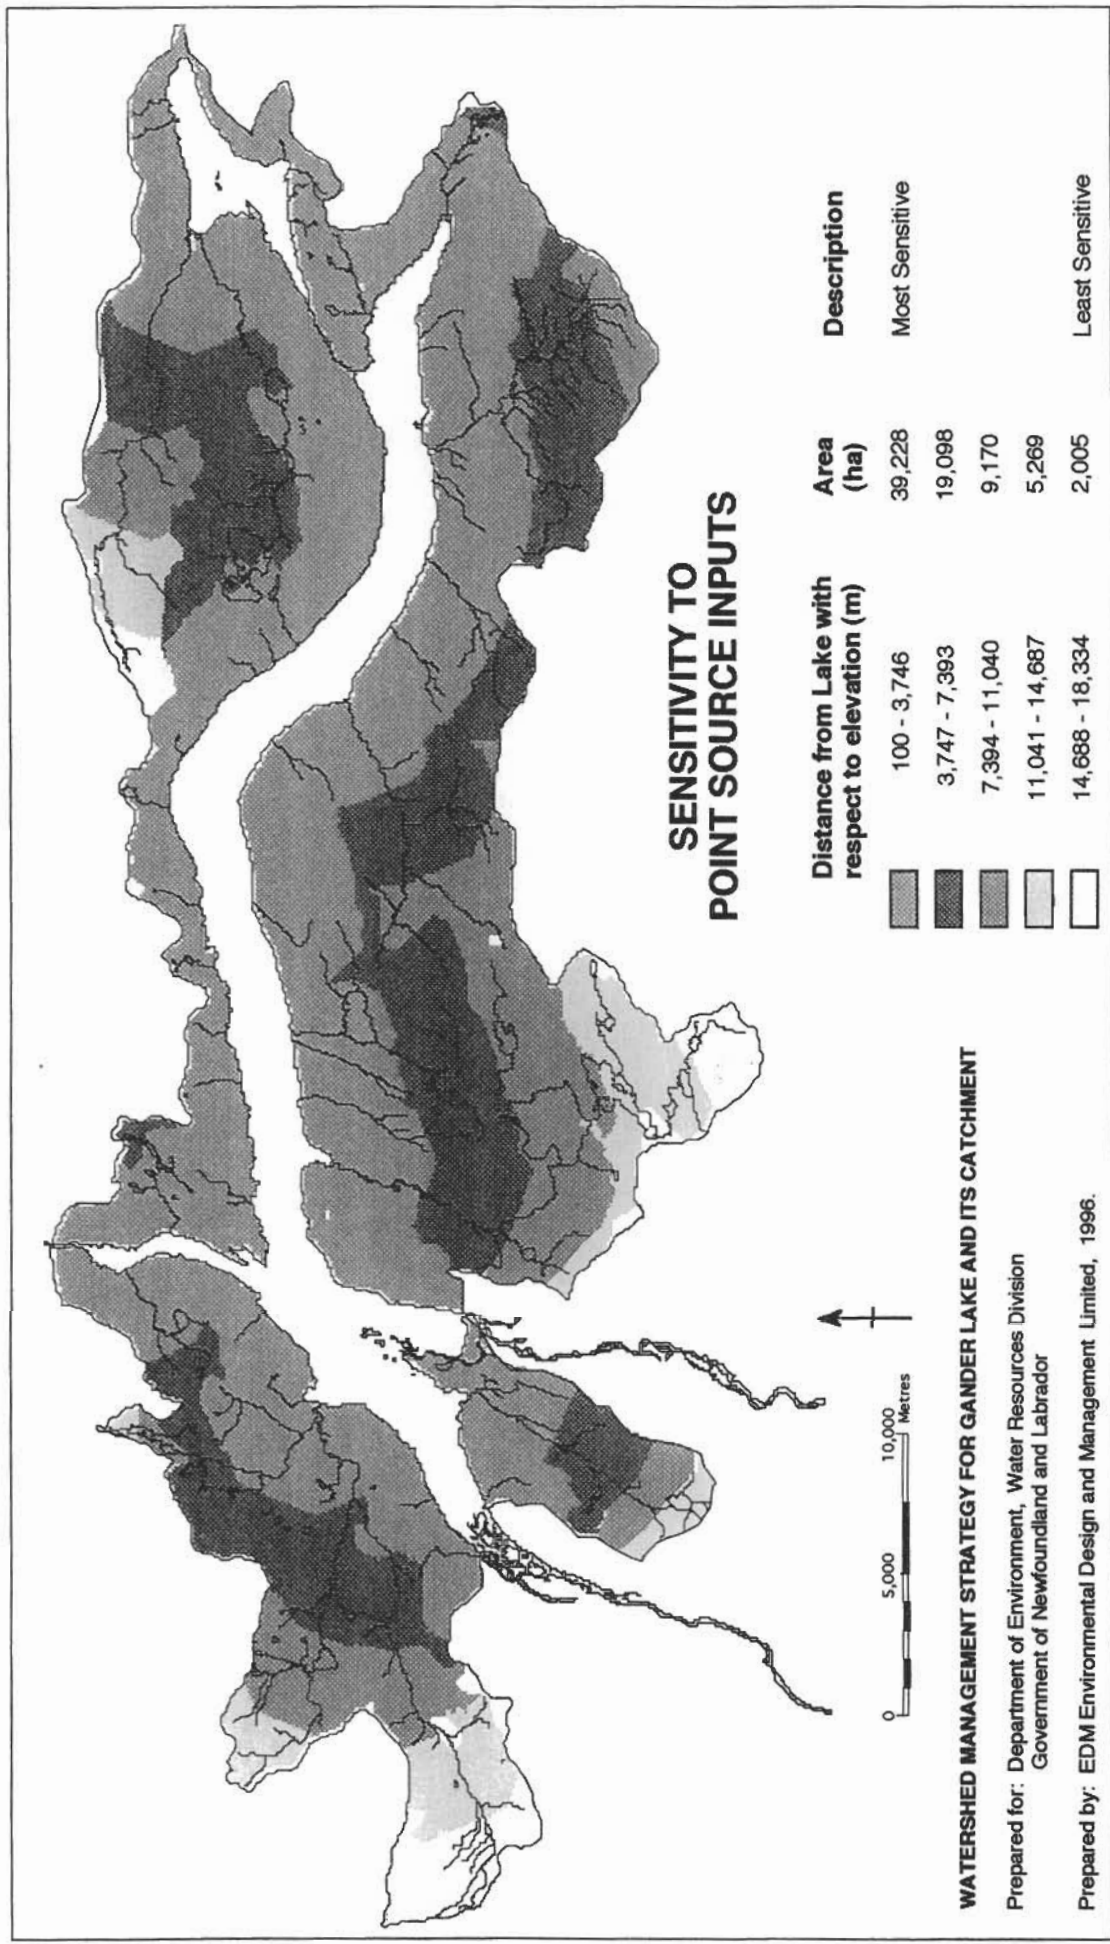 SENSITIVITY TO
POINT SOURCE INPUTS
Distance from Lake with respect to elevation (m) Area (ha) Description
100 - 3,746 39,228 Most Sensitive
3,747 - 7,393 19,098
7,394 - 11,040 9,170
11,041 - 14,687 5,269
14,688 - 18,334 2,005 Least Sensitive
0 5,000 10,000
Metres
WATERSHED MANAGEMENT STRATEGY FOR GANDER LAKE AND ITS CATCHMENT
Prepared for: Department of Environment, Water Resources Division
Government of Newfoundland and Labrador
Prepared by: EDM Environmental Design and Management Limited, 1996.